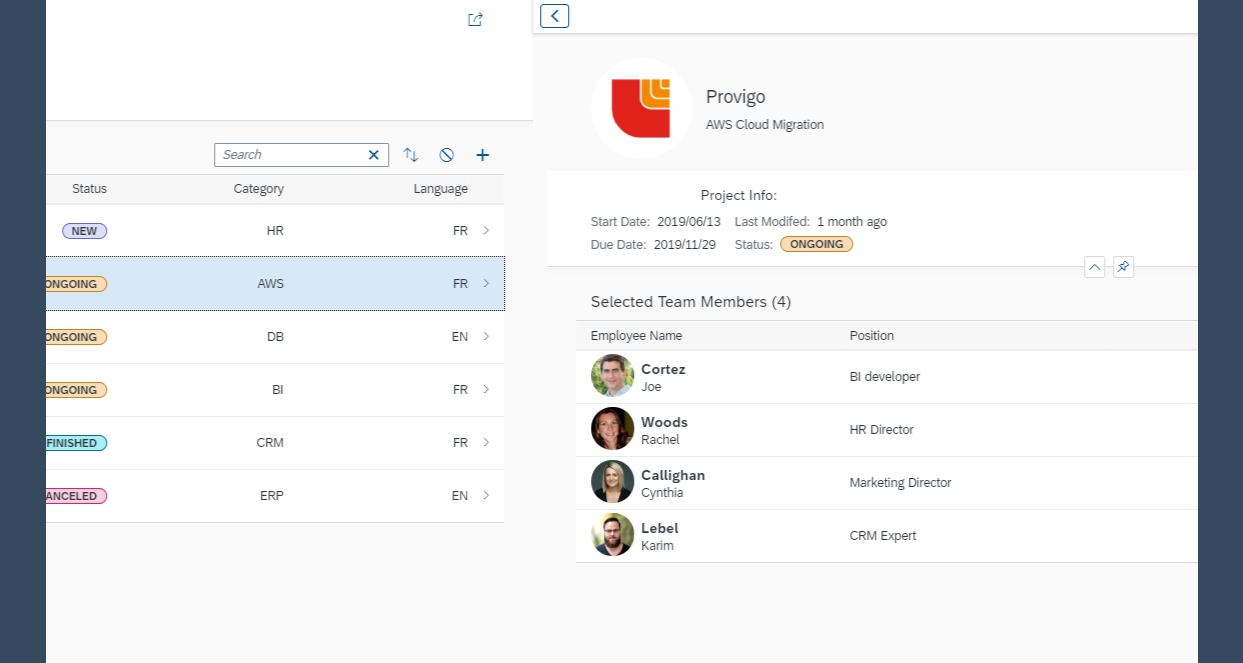 Search
Status Category Language
NEW HR FR
ONGOING AWS FR
ONGOING DB EN
ONGOING BI FR
FINISHED CRM FR
ANCELED ERP EN
Provigo
AWS Cloud Migration
Project Info:
Start Date: 2019/06/13 Last Modifed: 1 month ago
Due Date: 2019/11/29 Status: ONGOING
Selected Team Members (4)
Employee Name Position
Cortez
Joe
BI developer
Woods
Rachel
HR Director
Callighan
Cynthia
Marketing Director
Lebel
Karim
CRM Expert